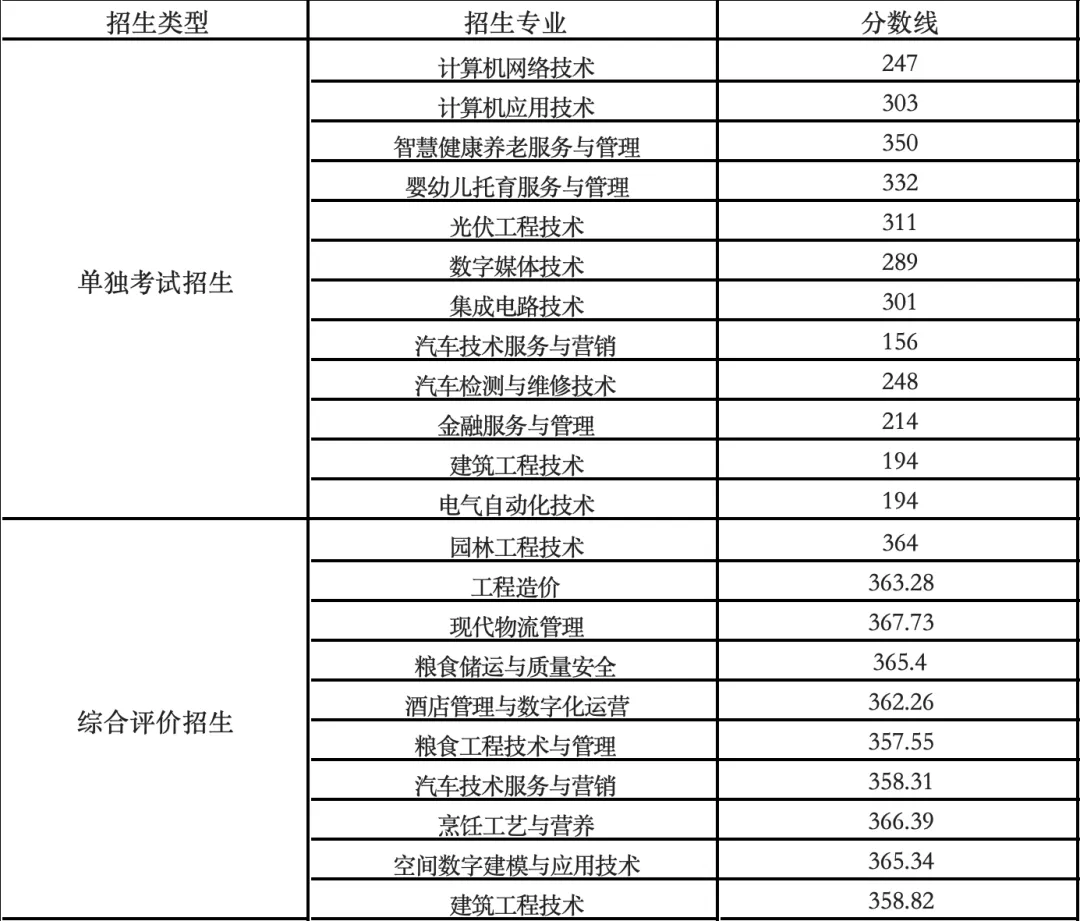 招生类型 招生专业 分数线
单独考试招生
计算机网络技术 247
计算机应用技术 303
智慧健康养老服务与管理 350
婴幼儿托育服务与管理 332
光伏工程技术 311
数字媒体技术 289
集成电路技术 301
汽车技术服务与营销 156
汽车检测与维修技术 248
金融服务与管理 214
建筑工程技术 194
电气自动化技术 194
综合评价招生
园林工程技术 364
工程造价 363.28
现代物流管理 367.73
粮食储运与质量安全 365.4
酒店管理与数字化运营 362.26
粮食工程技术与管理 357.55
汽车技术服务与营销 358.31
烹饪工艺与营养 366.39
空间数字建模与应用技术 365.34
建筑工程技术 358.82